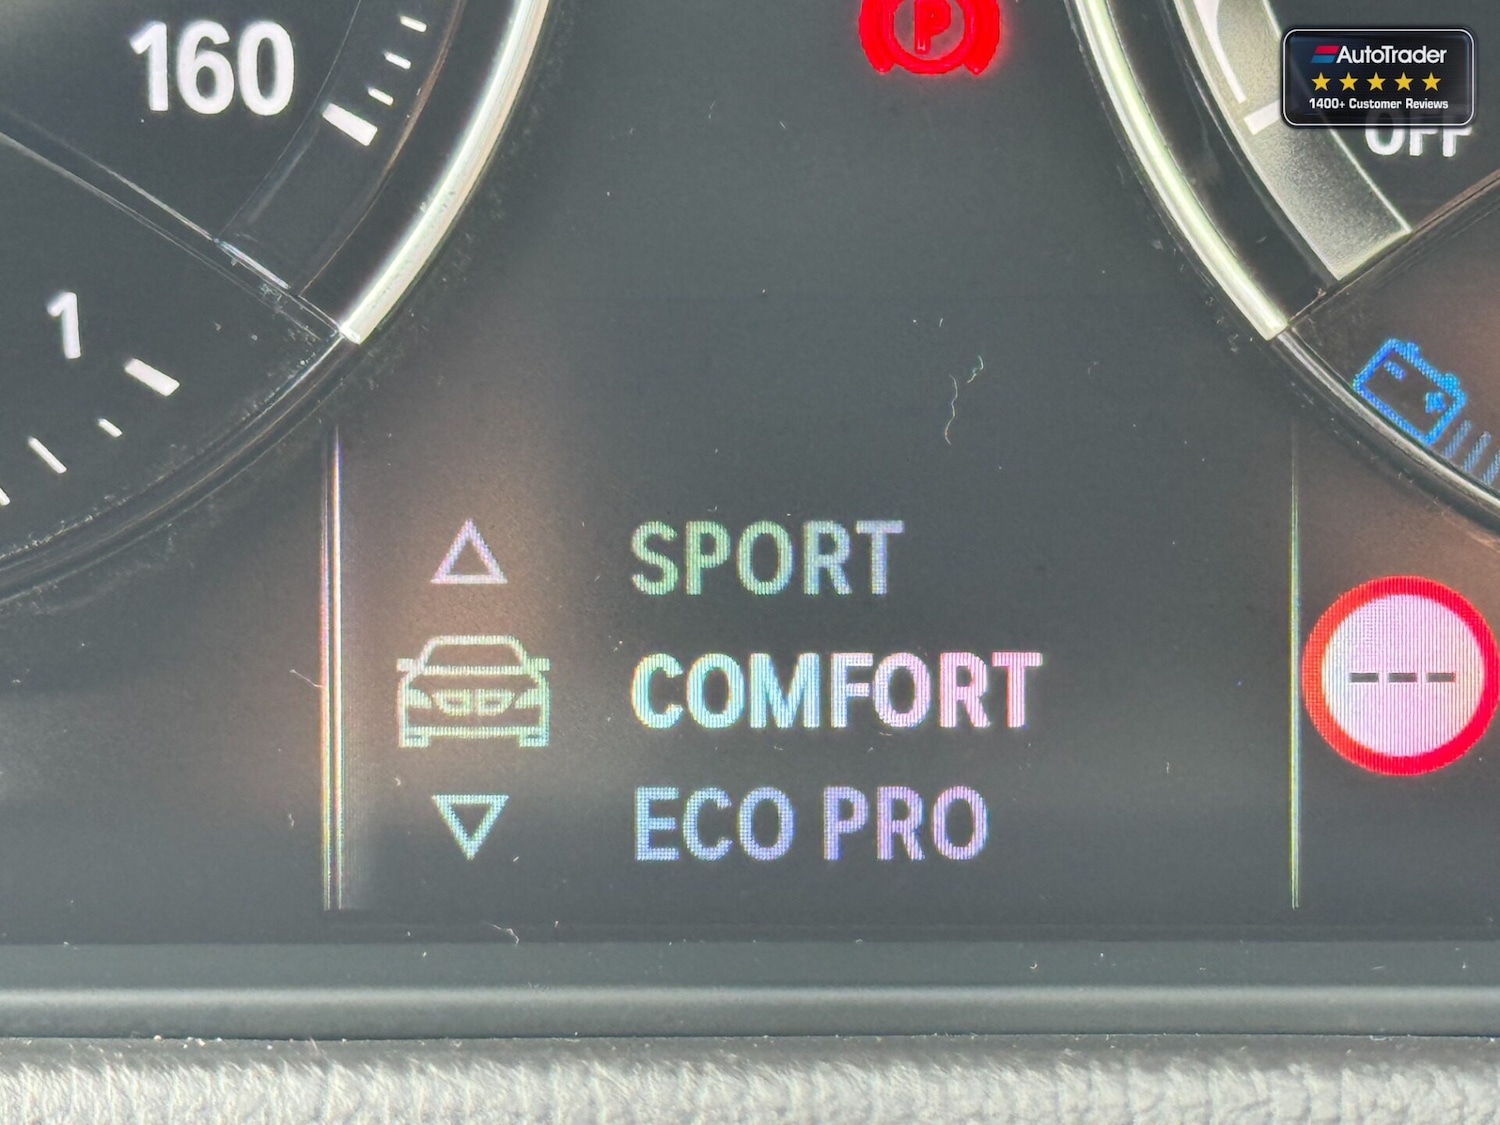 160
P
AutoTrader
1400+ Customer Reviews
OFF
1
SPORT
COMFORT
---
ECO PRO